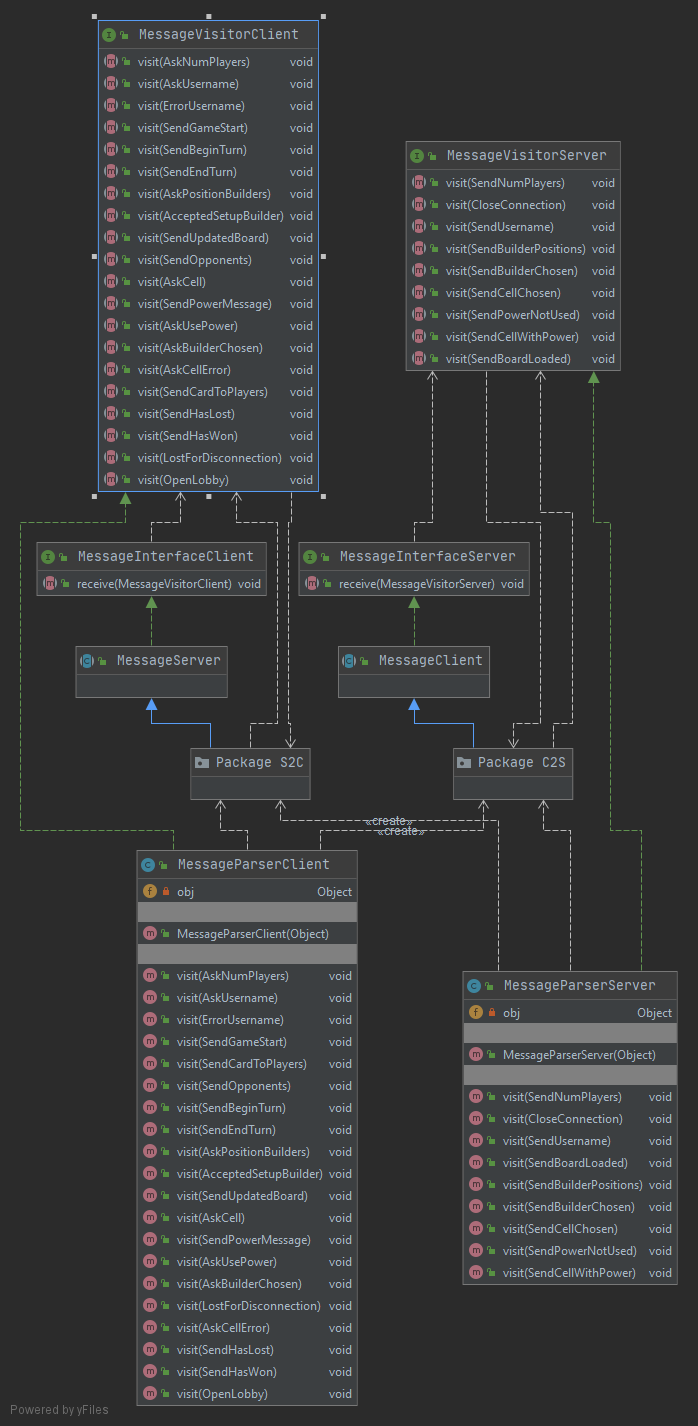 MessageVisitorClient
visit(AskNumPlayers) void
visit(AskUsername) void
visit(ErrorUsername) void
visit(SendGameStart) void
visit(SendBeginTurn) void
visit(SendEndTurn) void
visit(AskPositionBuilders) void
visit(AcceptedSetupBuilder) void
visit(SendUpdatedBoard) void
visit(SendOpponents) void
visit(AskCell) void
visit(SendPowerMessage) void
visit(AskUsePower) void
visit(AskBuilderChosen) void
visit(AskCellError) void
visit(SendCardToPlayers) void
visit(SendHasLost) void
visit(SendHasWon) void
visit(LostForDisconnection) void
visit(OpenLobby) void
MessageVisitorServer
visit(SendNumPlayers) void
visit(CloseConnection) void
visit(SendUsername) void
visit(SendBuilderPositions) void
visit(SendBuilderChosen) void
visit(SendCellChosen) void
visit(SendPowerNotUsed) void
visit(SendCellWithPower) void
visit(SendBoardLoaded) void
MessageInterfaceClient
receive(MessageVisitorClient) void
MessageInterfaceServer
receive(MessageVisitorServer) void
MessageServer
MessageClient
Package S2C
Package C2S
«create»
«create»
MessageParserClient
obj Object
MessageParserClient(Object)
visit(AskNumPlayers) void
visit(AskUsername) void
visit(ErrorUsername) void
visit(SendGameStart) void
visit(SendCardToPlayers) void
visit(SendOpponents) void
visit(SendBeginTurn) void
visit(SendEndTurn) void
visit(AskPositionBuilders) void
visit(AcceptedSetupBuilder) void
visit(SendUpdatedBoard) void
visit(AskCell) void
visit(SendPowerMessage) void
visit(AskUsePower) void
visit(AskBuilderChosen) void
visit(LostForDisconnection) void
visit(AskCellError) void
visit(SendHasLost) void
visit(SendHasWon) void
visit(OpenLobby) void
MessageParserServer
obj Object
MessageParserServer(Object)
visit(SendNumPlayers) void
visit(CloseConnection) void
visit(SendUsername) void
visit(SendBoardLoaded) void
visit(SendBuilderPositions) void
visit(SendBuilderChosen) void
visit(SendCellChosen) void
visit(SendPowerNotUsed) void
visit(SendCellWithPower) void
Powered by yFiles